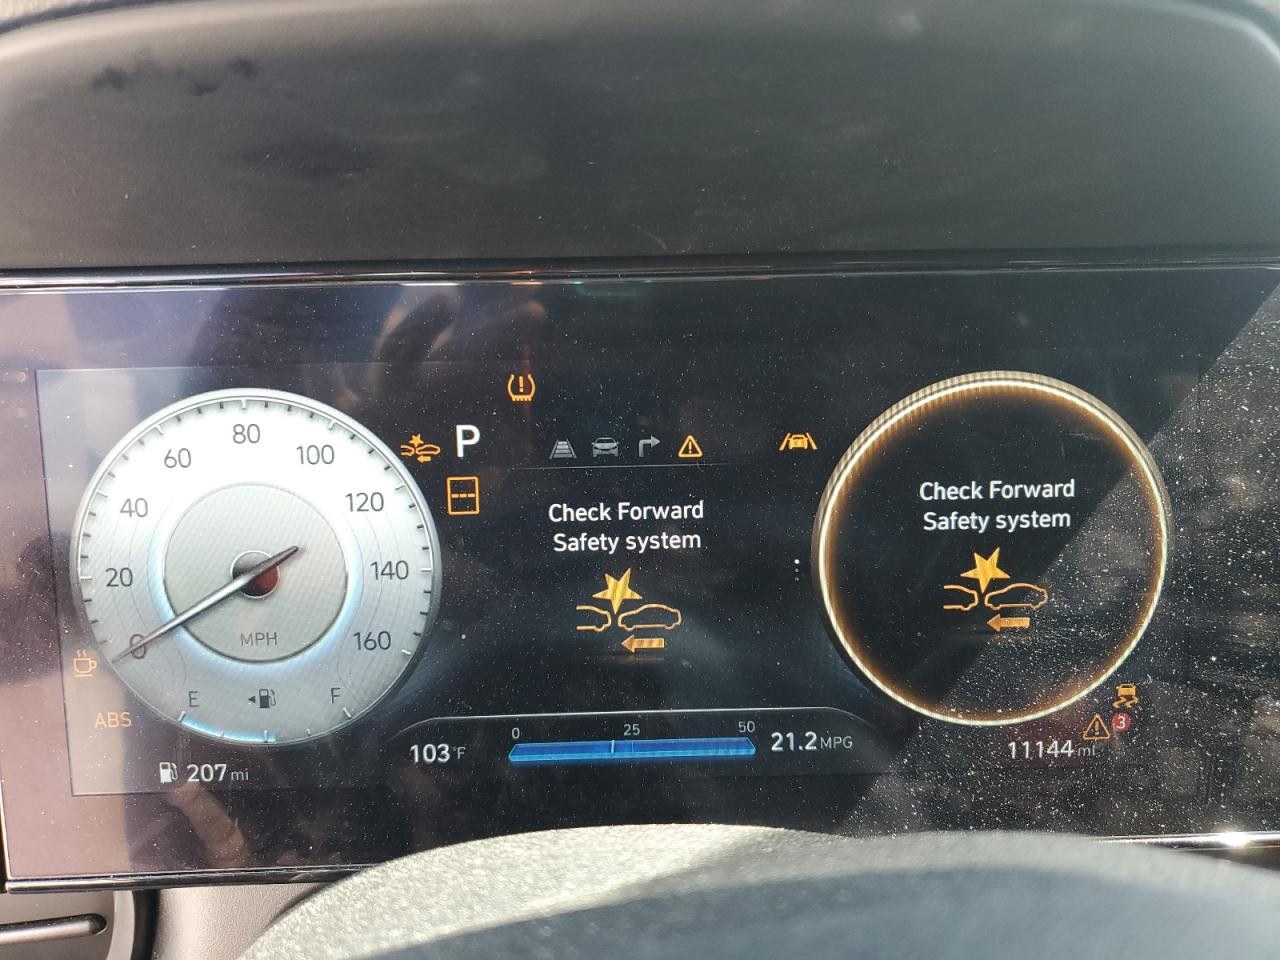 80
60
100
P
40
120
Check Forward
Safety system
Check Forward
Safety system
20
140
0
MPH
160
E
F
ABS
0
25
50
103°F
21.2 MPG
3
207 mi
11144 mi